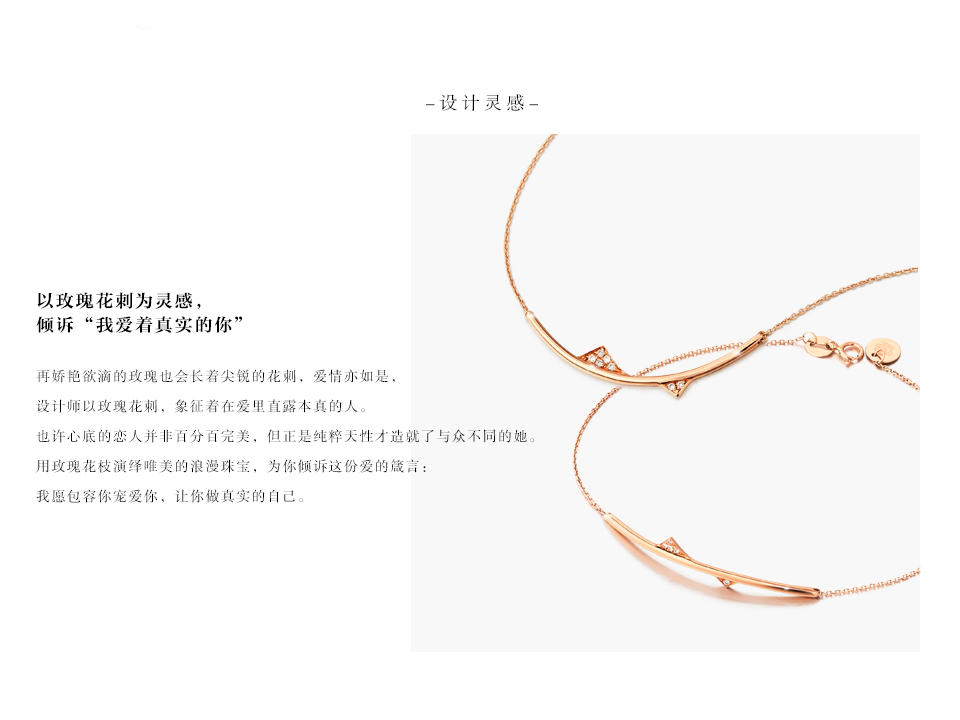 –设计灵感–
以玫瑰花刺为灵感，
倾诉“我爱着真实的你”
再娇艳欲滴的玫瑰也会长着尖锐的花刺，爱情亦如是，
设计师以玫瑰花刺，象征着在爱里直露本真的人。
也许心底的恋人并非百分百完美，但正是纯粹天性才造就了与众不同的她。
用玫瑰花枝演绎唯美的浪漫珠宝，为你倾诉这份爱的箴言：
我愿包容你宠爱你，让你做真实的自己。